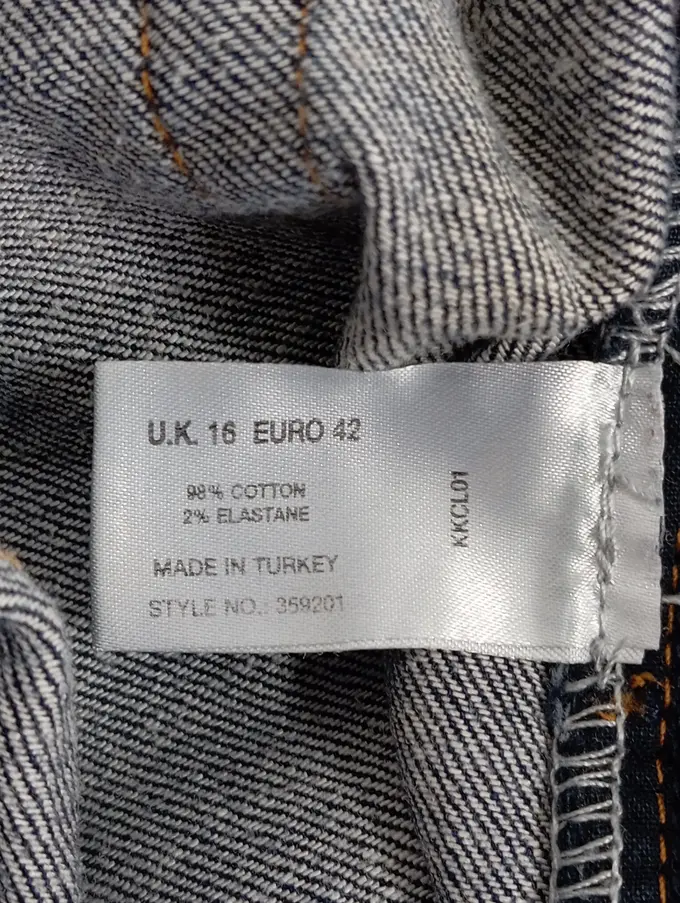 U.K. 16 EURO 42
98% COTTON
2% ELASTANE
MADE IN TURKEY
STYLE NO.: 359201
KKCL01